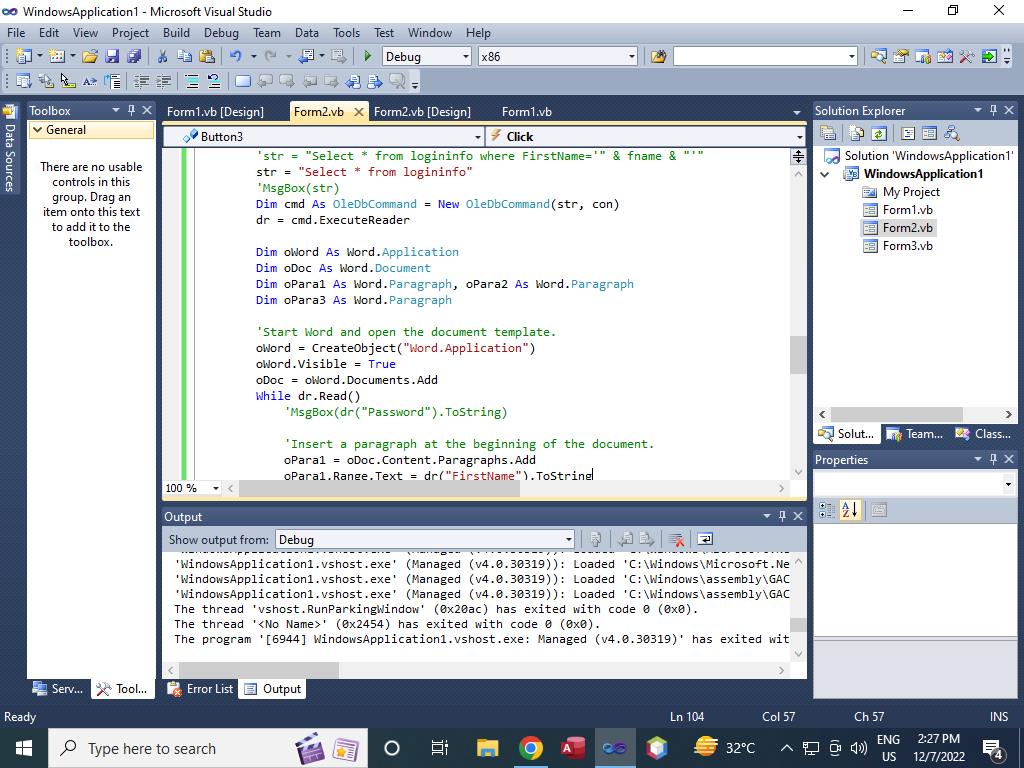 WindowsApplication1 - Microsoft Visual Studio
File Edit View Project Build Debug Team Data Tools Test Window Help
Debug x86
Data Sources
Toolbox
General
There are no usable
controls in this
group. Drag an
item onto this text
to add it to the
toolbox.
Serv... Tool...
Form1.vb [Design] Form2.vb Form2.vb [Design] Form1.vb
Button3 Click
'str = "Select * from logininfo where FirstName='" & fname & "'"
str = "Select * from logininfo"
'MsgBox(str)
Dim cmd As OleDbCommand = New OleDbCommand(str, con)
dr = cmd.ExecuteReader
Dim oWord As Word.Application
Dim oDoc As Word.Document
Dim oPara1 As Word.Paragraph, oPara2 As Word.Paragraph
Dim oPara3 As Word.Paragraph
'Start Word and open the document template.
oWord = CreateObject("Word.Application")
oWord.Visible = True
oDoc = oWord.Documents.Add
While dr.Read()
'MsgBox(dr("Password").ToString)
'Insert a paragraph at the beginning of the document.
oPara1 = oDoc.Content.Paragraphs.Add
oPara1.Range.Text = dr("FirstName").ToString
100 %
Output
Show output from: Debug
'WindowsApplication1.vshost.exe' (Managed (v4.0.30319)): Loaded 'C:\Windows\Microsoft.Ne
'WindowsApplication1.vshost.exe' (Managed (v4.0.30319)): Loaded 'C:\Windows\Microsoft.Ne
'WindowsApplication1.vshost.exe' (Managed (v4.0.30319)): Loaded 'C:\Windows\assembly\GAC
'WindowsApplication1.vshost.exe' (Managed (v4.0.30319)): Loaded 'C:\Windows\assembly\GAC
The thread 'vshost.RunParkingWindow' (0x20ac) has exited with code 0 (0x0).
The thread '<No Name>' (0x2454) has exited with code 0 (0x0).
The program '[6944] WindowsApplication1.vshost.exe: Managed (v4.0.30319)' has exited wit
Error List Output
Solution Explorer
Solution 'WindowsApplication1'
WindowsApplication1
My Project
Form1.vb
Form2.vb
Form3.vb
Solut... Team... Class...
Properties
Ready Ln 104 Col 57 Ch 57 INS
Type here to search
32°C
ENG
US
2:27 PM
12/7/2022
4